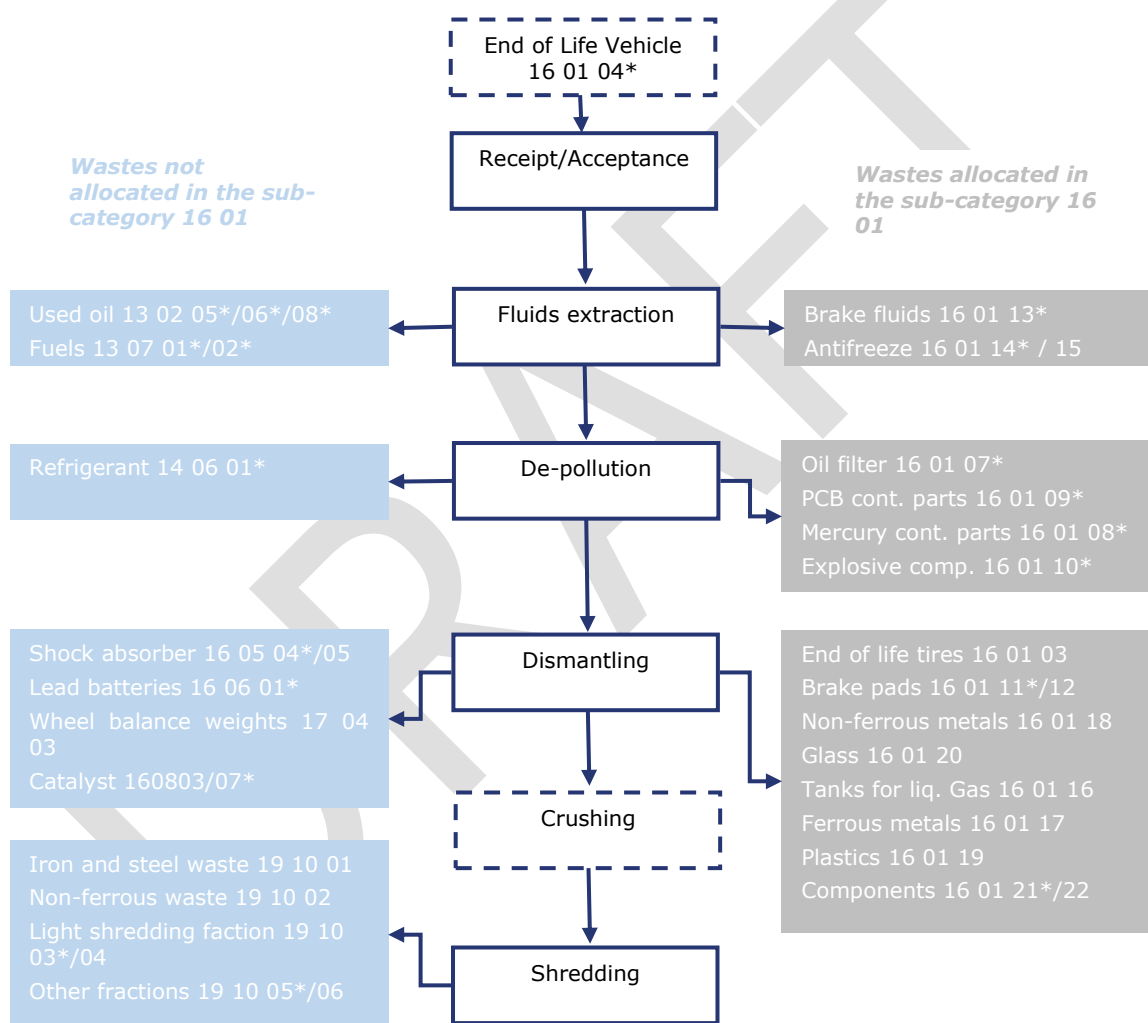 End of Life Vehicle
16 01 04*
Receipt/Acceptance
Wastes not
allocated in the sub-
category 16 01
Wastes allocated in
the sub-category 16
01
Used oil 13 02 05*/06*/08*
Fuels 13 07 01*/02*
Fluids extraction
Brake fluids 16 01 13*
Antifreeze 16 01 14* / 15
Refrigerant 14 06 01*
De-pollution
Oil filter 16 01 07*
PCB cont. parts 16 01 09*
Mercury cont. parts 16 01 08*
Explosive comp. 16 01 10*
Shock absorber 16 05 04*/05
Lead batteries 16 06 01*
Wheel balance weights 17 04
03
Catalyst 160803/07*
Dismantling
End of life tires 16 01 03
Brake pads 16 01 11*/12
Non-ferrous metals 16 01 18
Glass 16 01 20
Tanks for liq. Gas 16 01 16
Ferrous metals 16 01 17
Plastics 16 01 19
Components 16 01 21*/22
Crushing
Iron and steel waste 19 10 01
Non-ferrous waste 19 10 02
Light shredding faction 19 10
03*/04
Other fractions 19 10 05*/06
Shredding
DRAFT